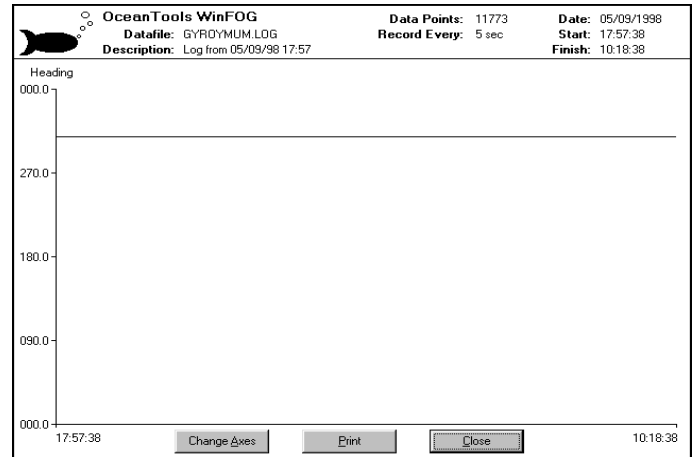 OceanTools WinFOG Data Points: 11773 Date: 05/09/1998
Datafile: GYROYMUM.LOG Record Every: 5 sec Start: 17:57:38
Description: Log from 05/09/98 17:57 Finish: 10:18:38
Heading
000.0
270.0
180.0
090.0
000.0
17:57:38 Change Axes Print Close 10:18:38